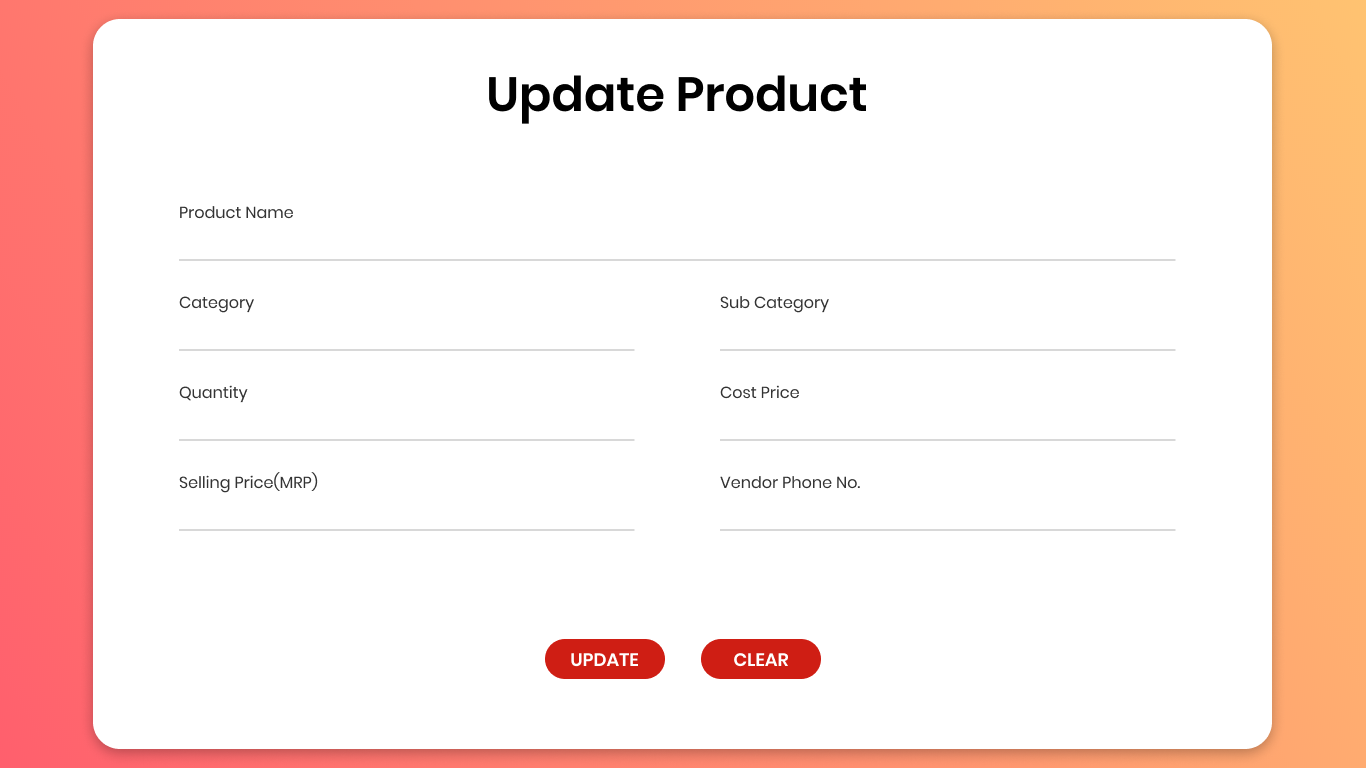 Update Product
Product Name
Category
Sub Category
Quantity
Cost Price
Selling Price(MRP)
Vendor Phone No.
UPDATE
CLEAR